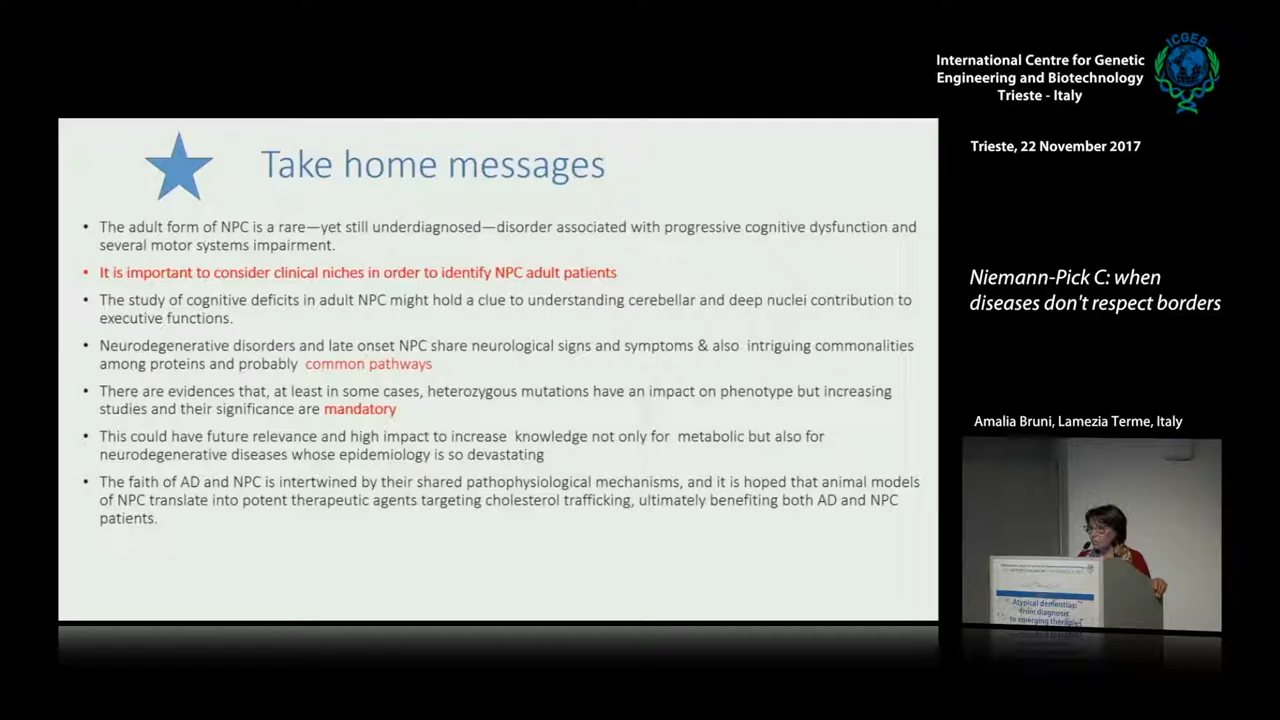 International Centre for Genetic
Engineering and Biotechnology
Trieste - Italy
ICGEB
Trieste, 22 November 2017
Take home messages
• The adult form of NPC is a rare—yet still underdiagnosed—disorder associated with progressive cognitive dysfunction and
several motor systems impairment.
• It is important to consider clinical niches in order to identify NPC adult patients
• The study of cognitive deficits in adult NPC might hold a clue to understanding cerebellar and deep nuclei contribution to
executive functions.
• Neurodegenerative disorders and late onset NPC share neurological signs and symptoms & also intriguing commonalities
among proteins and probably common pathways
• There are evidences that, at least in some cases, heterozygous mutations have an impact on phenotype but increasing
studies and their significance are mandatory
• This could have future relevance and high impact to increase knowledge not only for metabolic but also for
neurodegenerative diseases whose epidemiology is so devastating
• The faith of AD and NPC is intertwined by their shared pathophysiological mechanisms, and it is hoped that animal models
of NPC translate into potent therapeutic agents targeting cholesterol trafficking, ultimately benefiting both AD and NPC
patients.
Niemann-Pick C: when
diseases don't respect borders
Amalia Bruni, Lamezia Terme, Italy
Atypical dementias:
from diagnosis
to emerging therapies